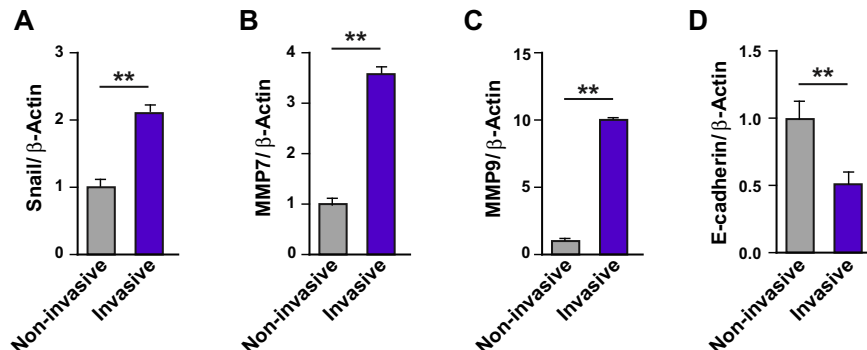 A
Snail/ β-Actin
3
2
1
0
**
Non-invasive
Invasive
B
MMP7/ β-Actin
4
3
2
1
0
**
Non-invasive
Invasive
C
MMP9/ β-Actin
15
10
5
0
**
Non-invasive
Invasive
D
E-cadherin/ β-Actin
1.5
1.0
0.5
0.0
**
Non-invasive
Invasive